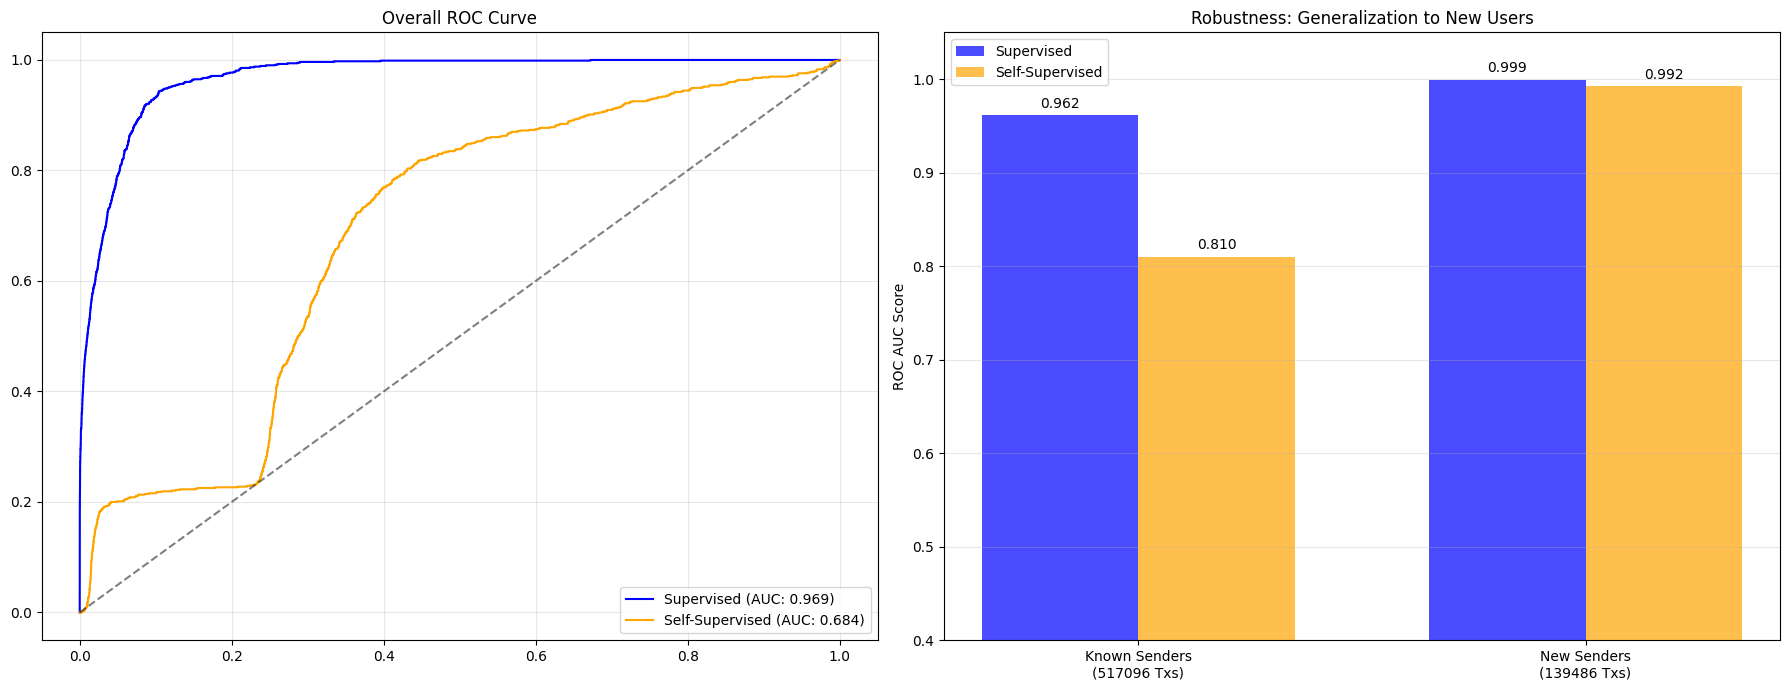 Overall ROC Curve
1.0
0.8
0.6
0.4
0.2
0.0
0.0 0.2 0.4 0.6 0.8 1.0
Supervised (AUC: 0.969)
Self-Supervised (AUC: 0.684)
Robustness: Generalization to New Users
Supervised
Self-Supervised
ROC AUC Score
1.0
0.9
0.8
0.7
0.6
0.5
0.4
0.962
0.810
0.999
0.992
Known Senders
(517096 Txs)
New Senders
(139486 Txs)